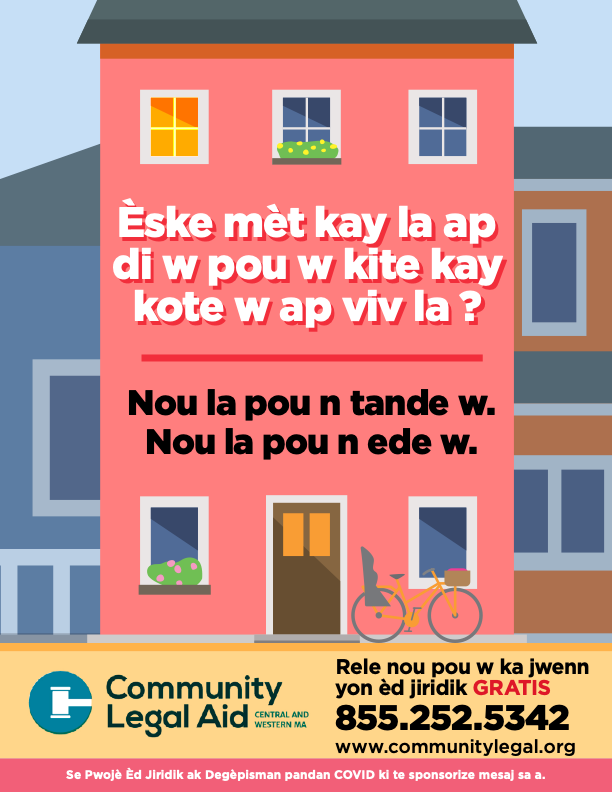 Èske mèt kay la ap
di w pou w kite kay
kote w ap viv la ?
Nou la pou n tande w.
Nou la pou n ede w.
Community
Legal Aid
CENTRAL AND
WESTERN MA
Rele nou pou w ka jwenn
yon èd jiridik GRATIS
855.252.5342
www.communitylegal.org
Se Pwojè Èd Jiridik ak Degèpisman pandan COVID ki te sponsorize mesaj sa a.